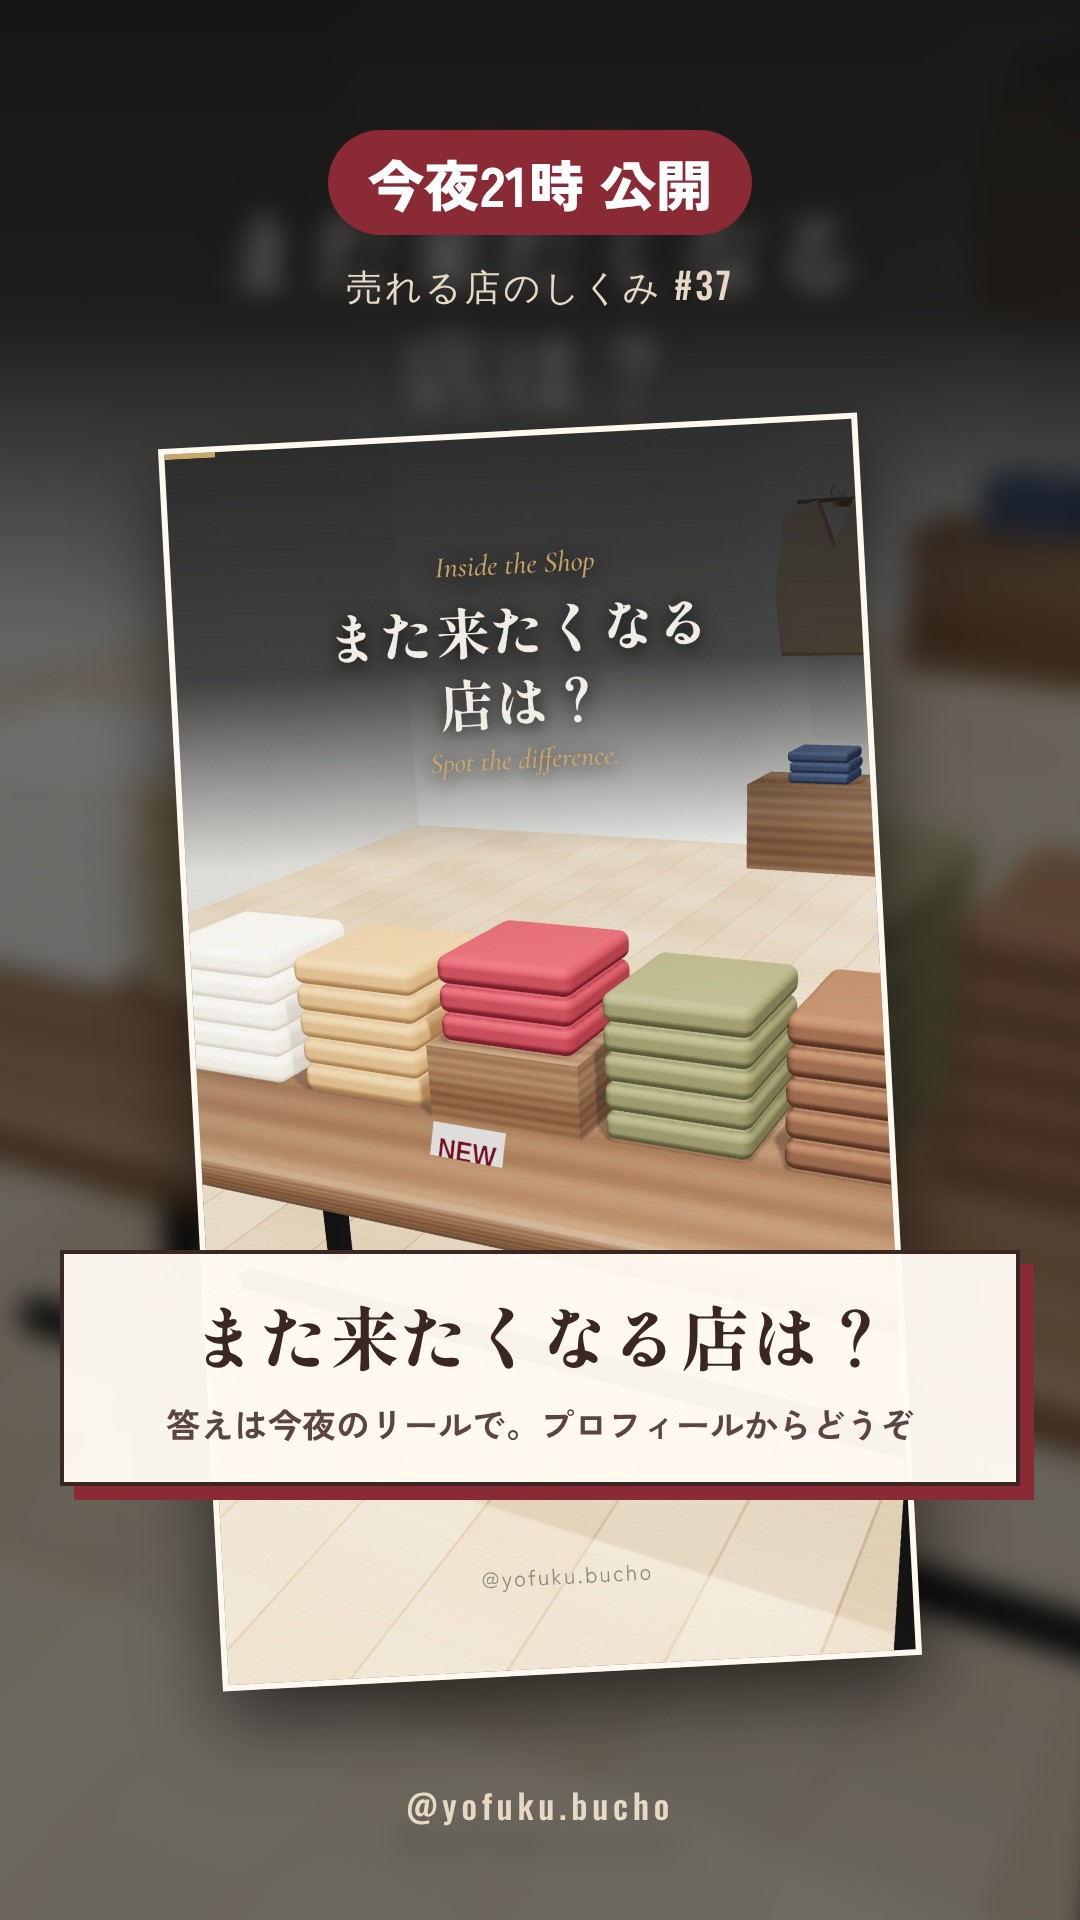 今夜21時 公開
売れる店のしくみ #37
Inside the Shop
また来たくなる
店は？
Spot the difference.
NEW
また来たくなる店は？
答えは今夜のリールで。プロフィールからどうぞ
@yofuku.bucho
@yofuku.bucho